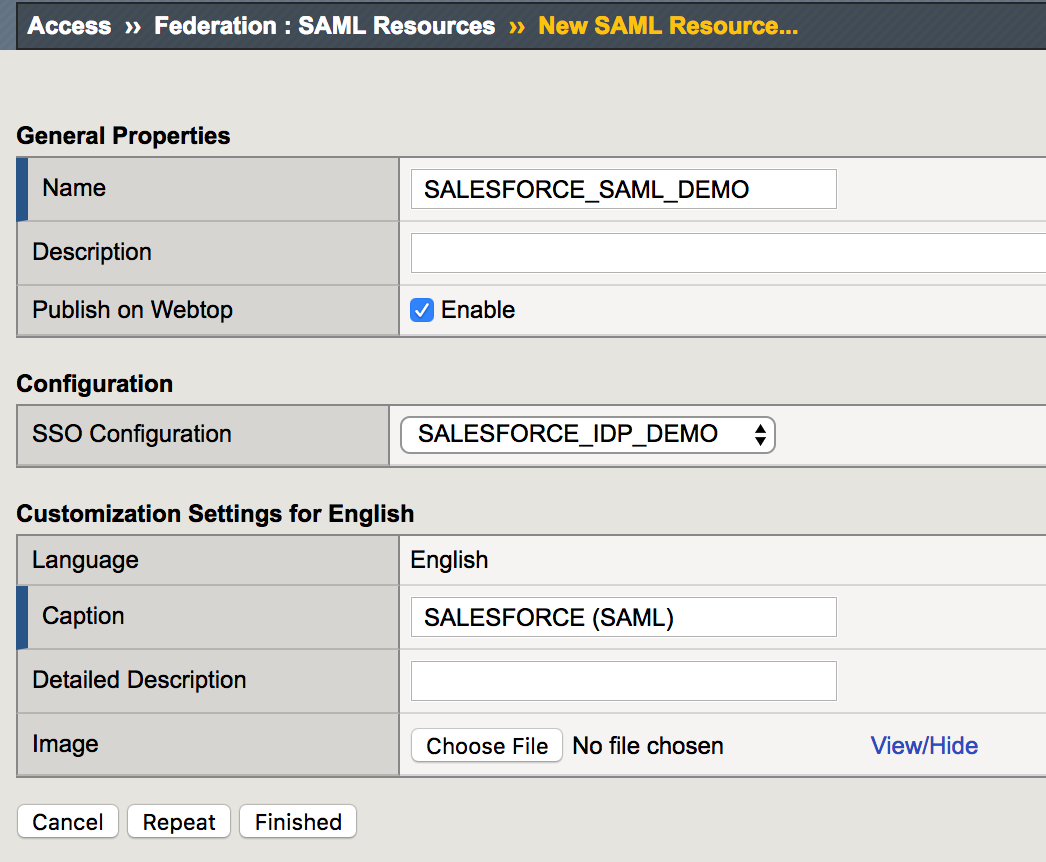 Access ›› Federation : SAML Resources ›› New SAML Resource...
General Properties
Name SALESFORCE_SAML_DEMO
Description
Publish on Webtop Enable
Configuration
SSO Configuration SALESFORCE_IDP_DEMO
Customization Settings for English
Language English
Caption SALESFORCE (SAML)
Detailed Description
Image Choose File No file chosen View/Hide
Cancel Repeat Finished